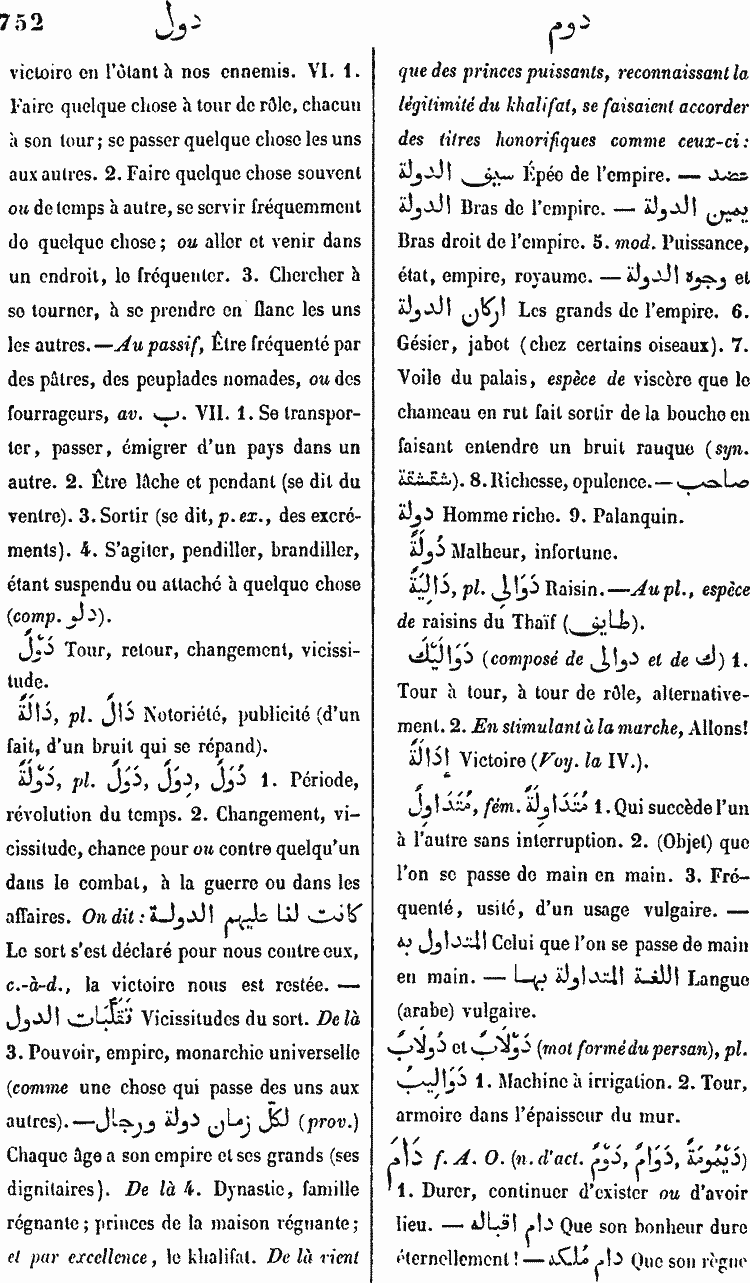 752
دول
دوم
victoire en l'ôtant à nos ennemis. VI. 1.
Faire quelque chose à tour de rôle, chacun
à son tour; se passer quelque chose les uns
aux autres. 2. Faire quelque chose souvent
ou de temps à autre, se servir fréquemment
de quelque chose; ou aller et venir dans
un endroit, le fréquenter. 3. Chercher à
se tourner, à se prendre en flanc les uns
les autres. — Au passif, Être fréquenté par
des pâtres, des peuplades nomades, ou des
fourrageurs, av. ب. VII. 1. Se transpor-
ter, passer, émigrer d'un pays dans un
autre. 2. Être lâche et pendant (se dit du
ventre). 3. Sortir (se dit, p. ex., des excré-
ments). 4. S'agiter, pendiller, brandiller,
étant suspendu ou attaché à quelque chose
(comp. دلو).
دَوْلٌ Tour, retour, changement, vicissi-
tude.
دَالَةٌ, pl. دَالٌ Notoriété, publicité (d'un
fait, d'un bruit qui se répand).
دَوْلَةٌ, pl. دُوَلٌ, دِوَلٌ, دُولٌ 1. Période,
révolution du temps. 2. Changement, vi-
cissitude, chance pour ou contre quelqu'un
dans le combat, à la guerre ou dans les
affaires. On dit: كانت لنا عليهم الدولة
Le sort s'est déclaré pour nous contre eux,
c.-à-d., la victoire nous est restée. —
تَقَلُّبَات الدول Vicissitudes du sort. De là
3. Pouvoir, empire, monarchie universelle
(comme une chose qui passe des uns aux
autres). — لكلّ زمان دولة ورجال (prov.)
Chaque âge a son empire et ses grands (ses
dignitaires). De là 4. Dynastie, famille
régnante; princes de la maison régnante;
et par excellence, le khalifat. De là vient
que des princes puissants, reconnaissant la
légitimité du khalifat, se faisaient accorder
des titres honorifiques comme ceux-ci:
سيف الدولة Épée de l'empire. — عضد
الدولة Bras de l'empire. — يمين الدولة
Bras droit de l'empire. 5. mod. Puissance,
état, empire, royaume. — وجوه الدولة et
اركان الدولة Les grands de l'empire. 6.
Gésier, jabot (chez certains oiseaux). 7.
Voile du palais, espèce de viscère que le
chameau en rut fait sortir de la bouche en
faisant entendre un bruit rauque (syn.
شقشقة). 8. Richesse, opulence. — صاحب
دولة Homme riche. 9. Palanquin.
دُولَةٌ Malheur, infortune.
دَالِيَةٌ, pl. دَوَالِي Raisin. — Au pl., espèce
de raisins du Thaïf (طايف).
دَوَالَيْكَ (composé de دوالى et de ك) 1.
Tour à tour, à tour de rôle, alternative-
ment. 2. En stimulant à la marche, Allons!
إِدَالَةٌ Victoire (Voy. la IV.).
مُتَدَاوِلٌ, fém. مُتَدَاوِلَةٌ 1. Qui succède l'un
à l'autre sans interruption. 2. (Objet) que
l'on se passe de main en main. 3. Fré-
quenté, usité, d'un usage vulgaire. —
المتداول به Celui que l'on se passe de main
en main. — اللغة المتداولة بها Langue
(arabe) vulgaire.
دَوْلَابٌ et دُولَابٌ (mot formé du persan), pl.
دَوَالِيبُ 1. Machine à irrigation. 2. Tour,
armoire dans l'épaisseur du mur.
دَامَ f. A. O. (n. d'act. دَوْمٌ, دَوَامٌ, دَيْمُومَةٌ)
1. Durer, continuer d'exister ou d'avoir
lieu. — دام اقباله Que son bonheur dure
éternellement! — دام مُلكه Que son règne